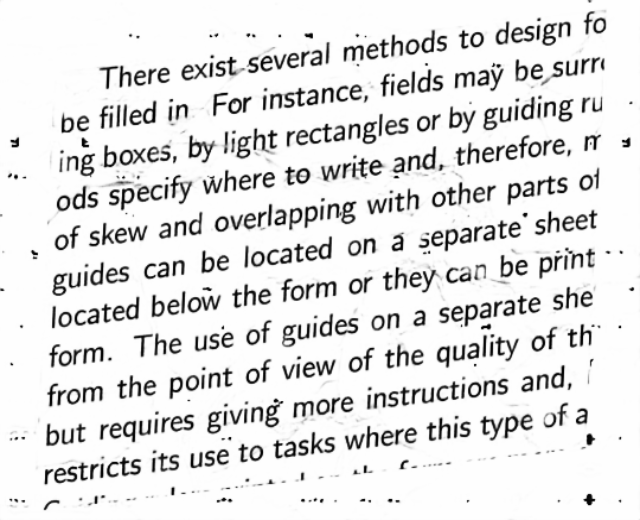 There exist several methods to design fo
be filled in For instance, fields may be surr
ing boxes, by light rectangles or by guiding ru
ods specify where to write and, therefore, m
of skew and overlapping with other parts of
guides can be located on a separate sheet
located below the form or they can be print
form. The use of guides on a separate she
from the point of view of the quality of th
but requires giving more instructions and,
restricts its use to tasks where this type of a